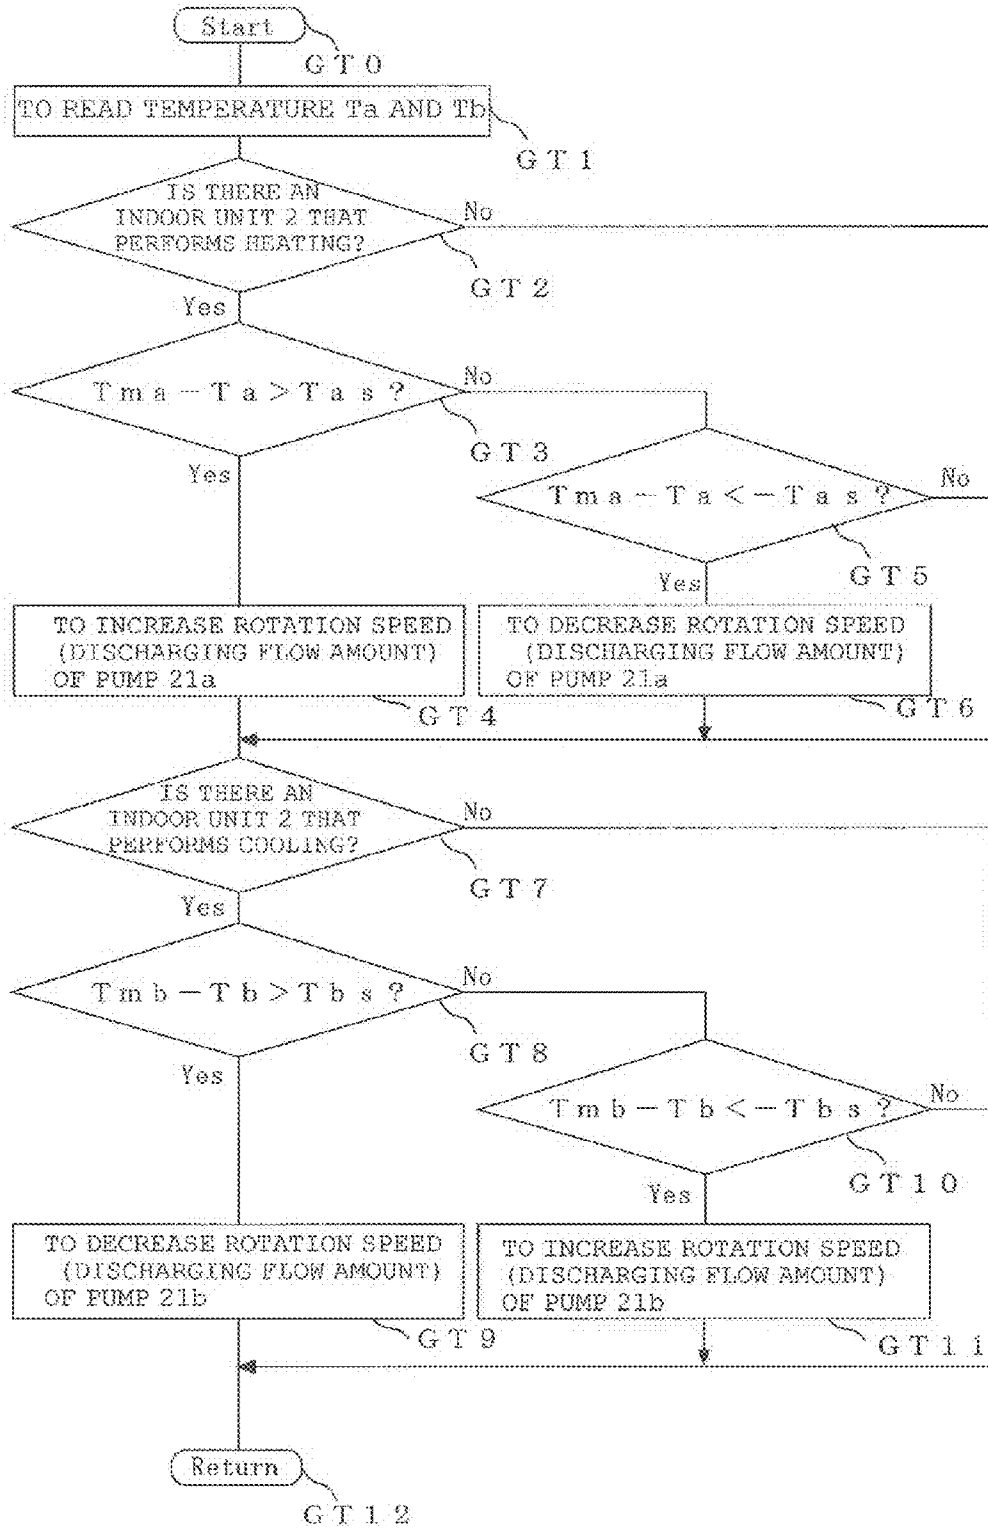 Start
GT0
TO READ TEMPERATURE Ta AND Tb
GT1
IS THERE AN
INDOOR UNIT 2 THAT
PERFORMS HEATING?
No
GT2
Yes
Tma-Ta>Tas?
No
GT3
Yes
Tma-Ta<-Tas?
No
GT5
Yes
TO INCREASE ROTATION SPEED
(DISCHARGING FLOW AMOUNT)
OF PUMP 21a
GT4
TO DECREASE ROTATION SPEED
(DISCHARGING FLOW AMOUNT)
OF PUMP 21a
GT6
IS THERE AN
INDOOR UNIT 2 THAT
PERFORMS COOLING?
No
GT7
Yes
Tmb-Tb>Tbs?
No
GT8
Yes
Tmb-Tb<-Tbs?
No
GT10
Yes
TO DECREASE ROTATION SPEED
(DISCHARGING FLOW AMOUNT)
OF PUMP 21b
GT9
TO INCREASE ROTATION SPEED
(DISCHARGING FLOW AMOUNT)
OF PUMP 21b
GT11
Return
GT12